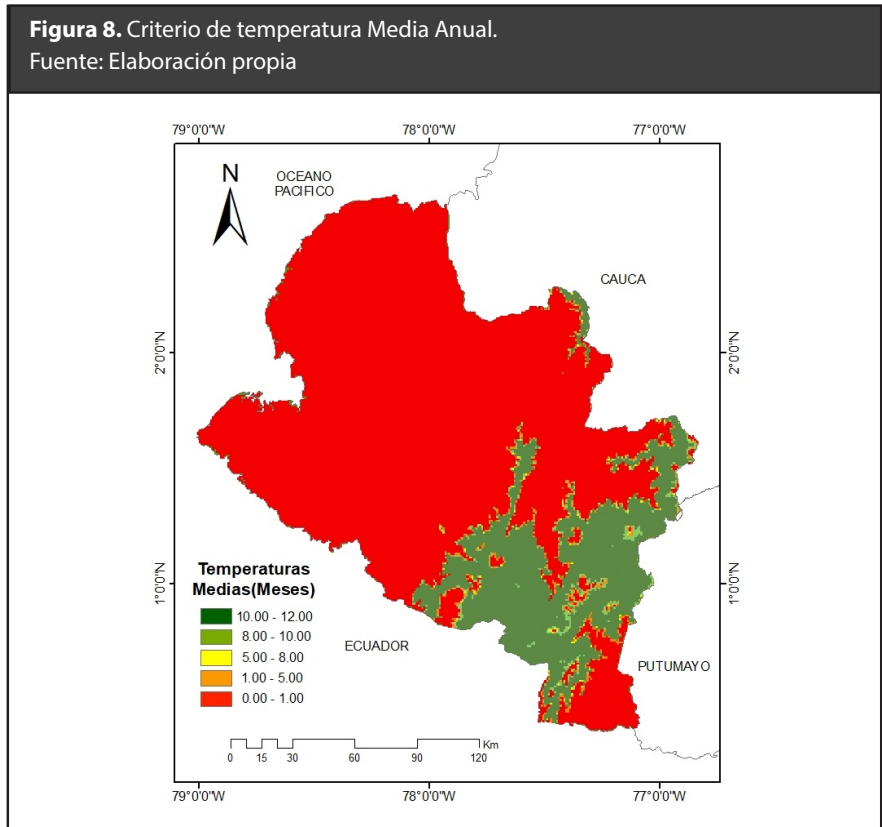 Figura 8. Criterio de temperatura Media Anual.
Fuente: Elaboración propia
79°0'0"W
78°0'0"W
77°0'0"W
N
OCEANO
PACIFICO
CAUCA
2°0'0"N
2°0'0"N
1°0'0"N
1°0'0"N
Temperaturas
Medias(Meses)
10.00 - 12.00
8.00 - 10.00
5.00 - 8.00
1.00 - 5.00
0.00 - 1.00
ECUADOR
PUTUMAYO
Km
0 15 30 60 90 120
79°0'0"W
78°0'0"W
77°0'0"W